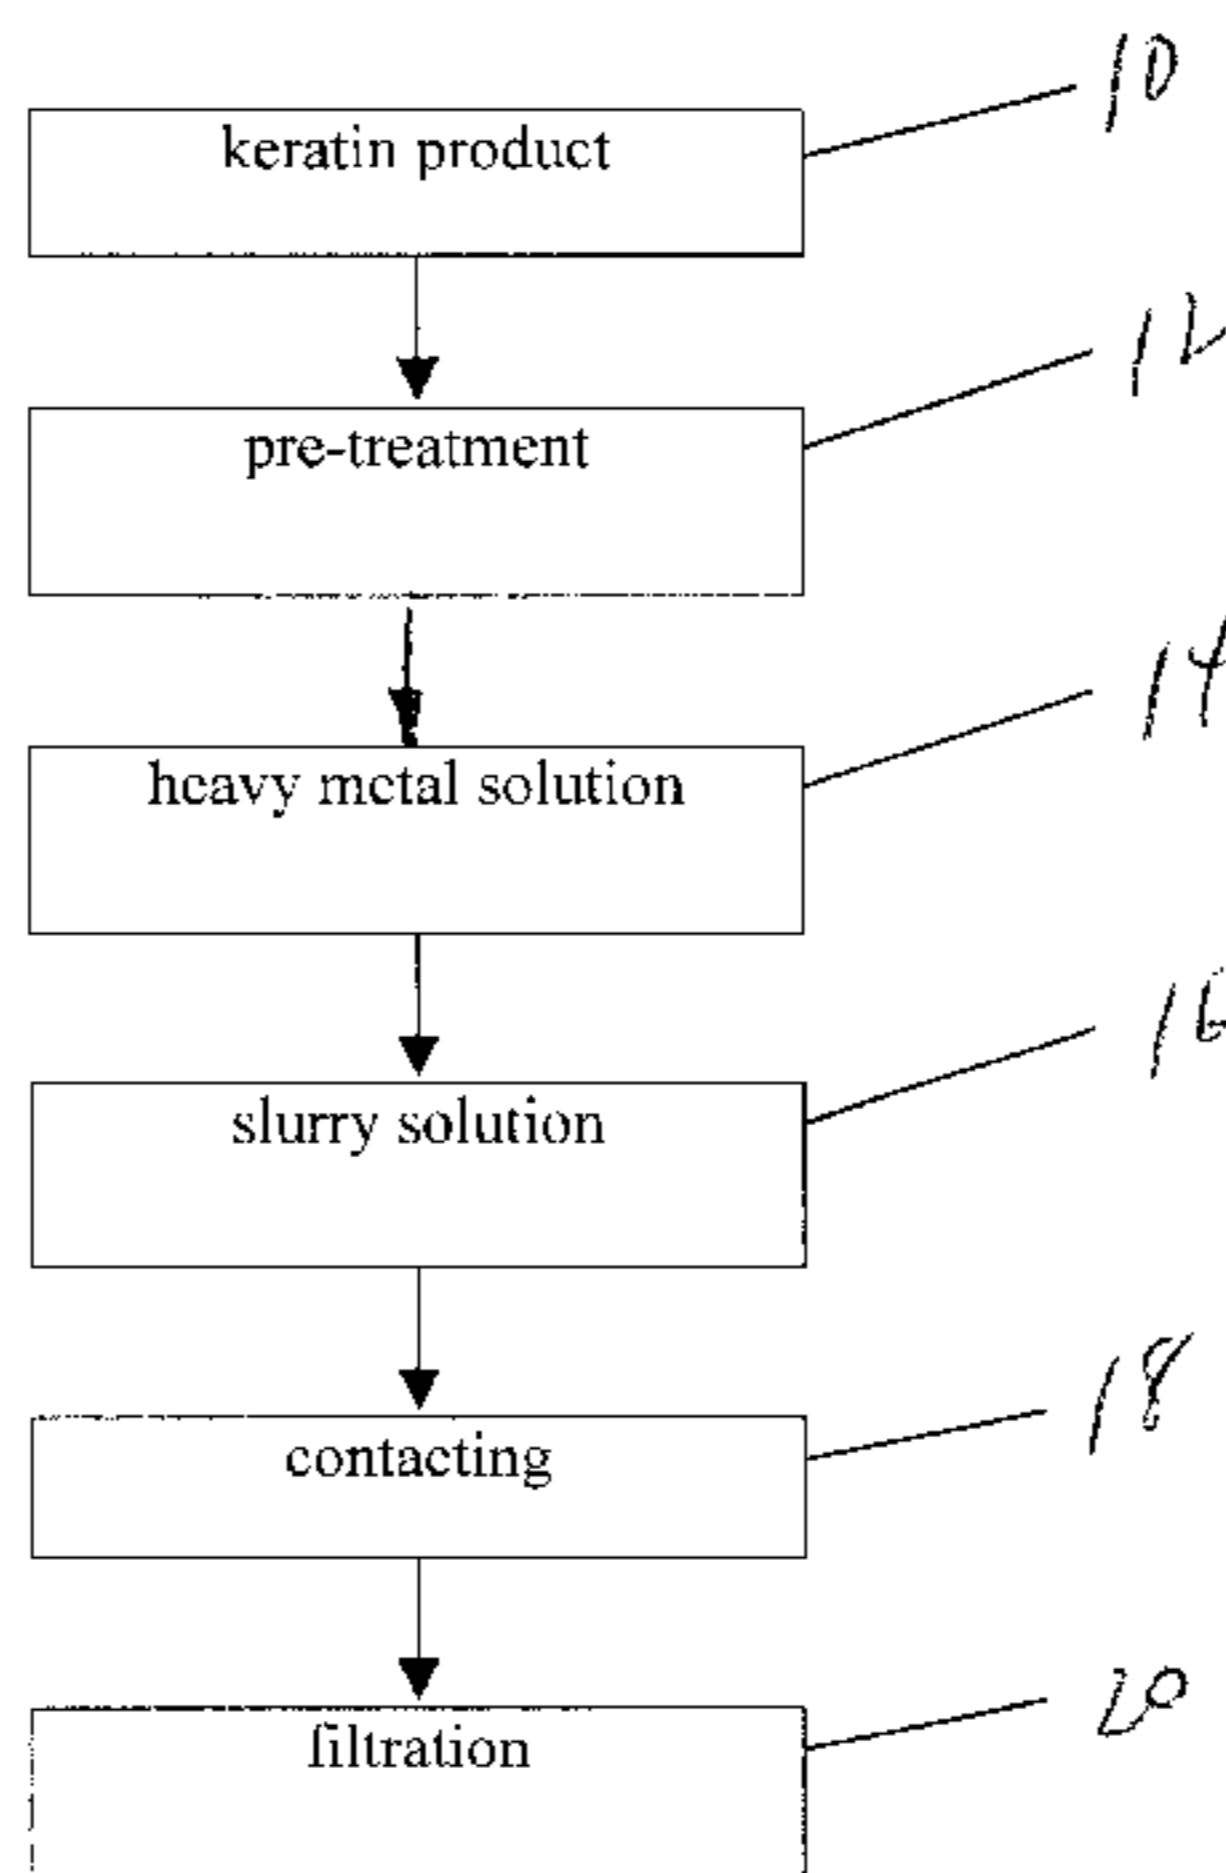 10
keratin product
12
pre-treatment
14
heavy metal solution
16
slurry solution
18
contacting
20
filtration